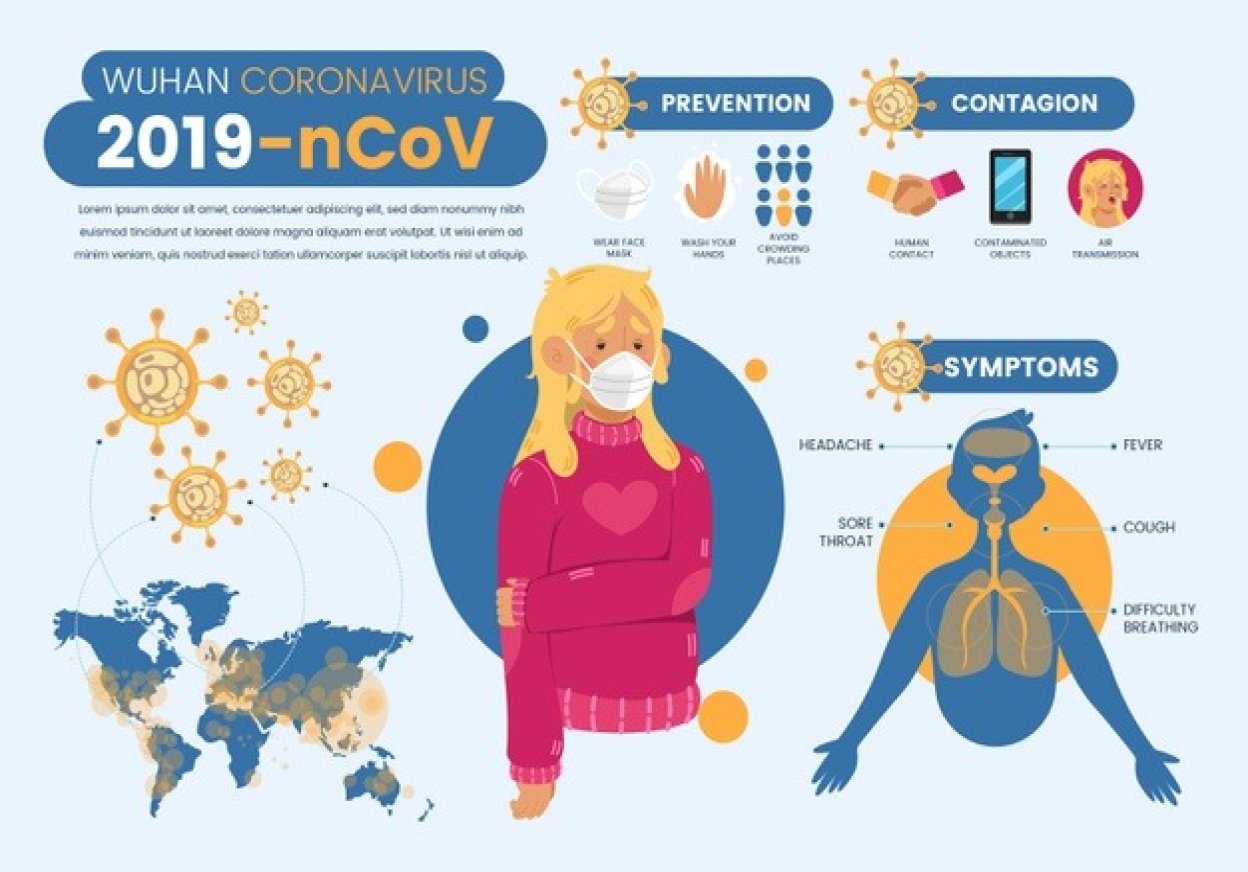 WUHAN CORONAVIRUS
2019-nCoV
Lorem ipsum dolor sit amet, consectetuer adipiscing elit, sed diam nonummy nibh
euismod tincidunt ut laoreet dolore magna aliquam erat volutpat. Ut wisi enim ad
minim veniam, quis nostrud exerci tation ullamcorper suscipit lobortis nisl ut aliquip.
PREVENTION
WEAR FACE
MASK
WASH YOUR
HANDS
AVOID
CROWDING
PLACES
CONTAGION
HUMAN
CONTACT
CONTAMINATED
OBJECTS
AIR
TRANSMISSION
SYMPTOMS
HEADACHE
FEVER
SORE
THROAT
COUGH
DIFFICULTY
BREATHING